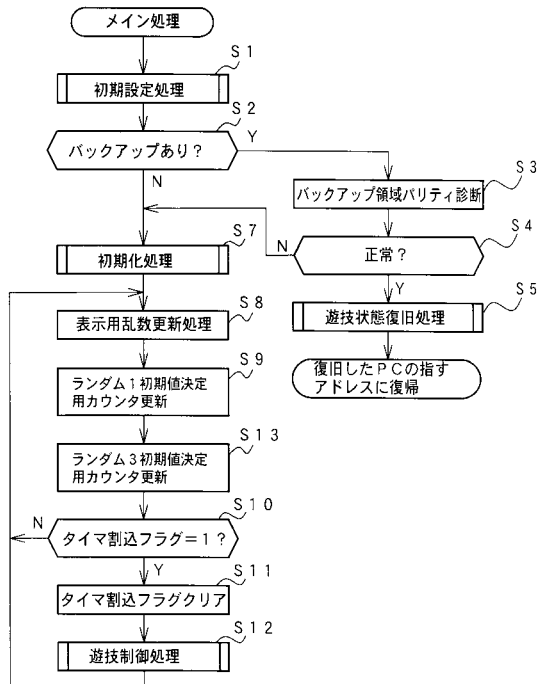 メイン処理
S1
初期設定処理
S2
バックアップあり?
Y
N
S3
バックアップ領域パリティ診断
S4
正常?
N
Y
S5
遊技状態復旧処理
復旧したPCの指す
アドレスに復帰
S7
初期化処理
S8
表示用乱数更新処理
S9
ランダム1初期値決定
用カウンタ更新
S13
ランダム3初期値決定
用カウンタ更新
S10
タイマ割込フラグ=1?
N
Y
S11
タイマ割込フラグクリア
S12
遊技制御処理